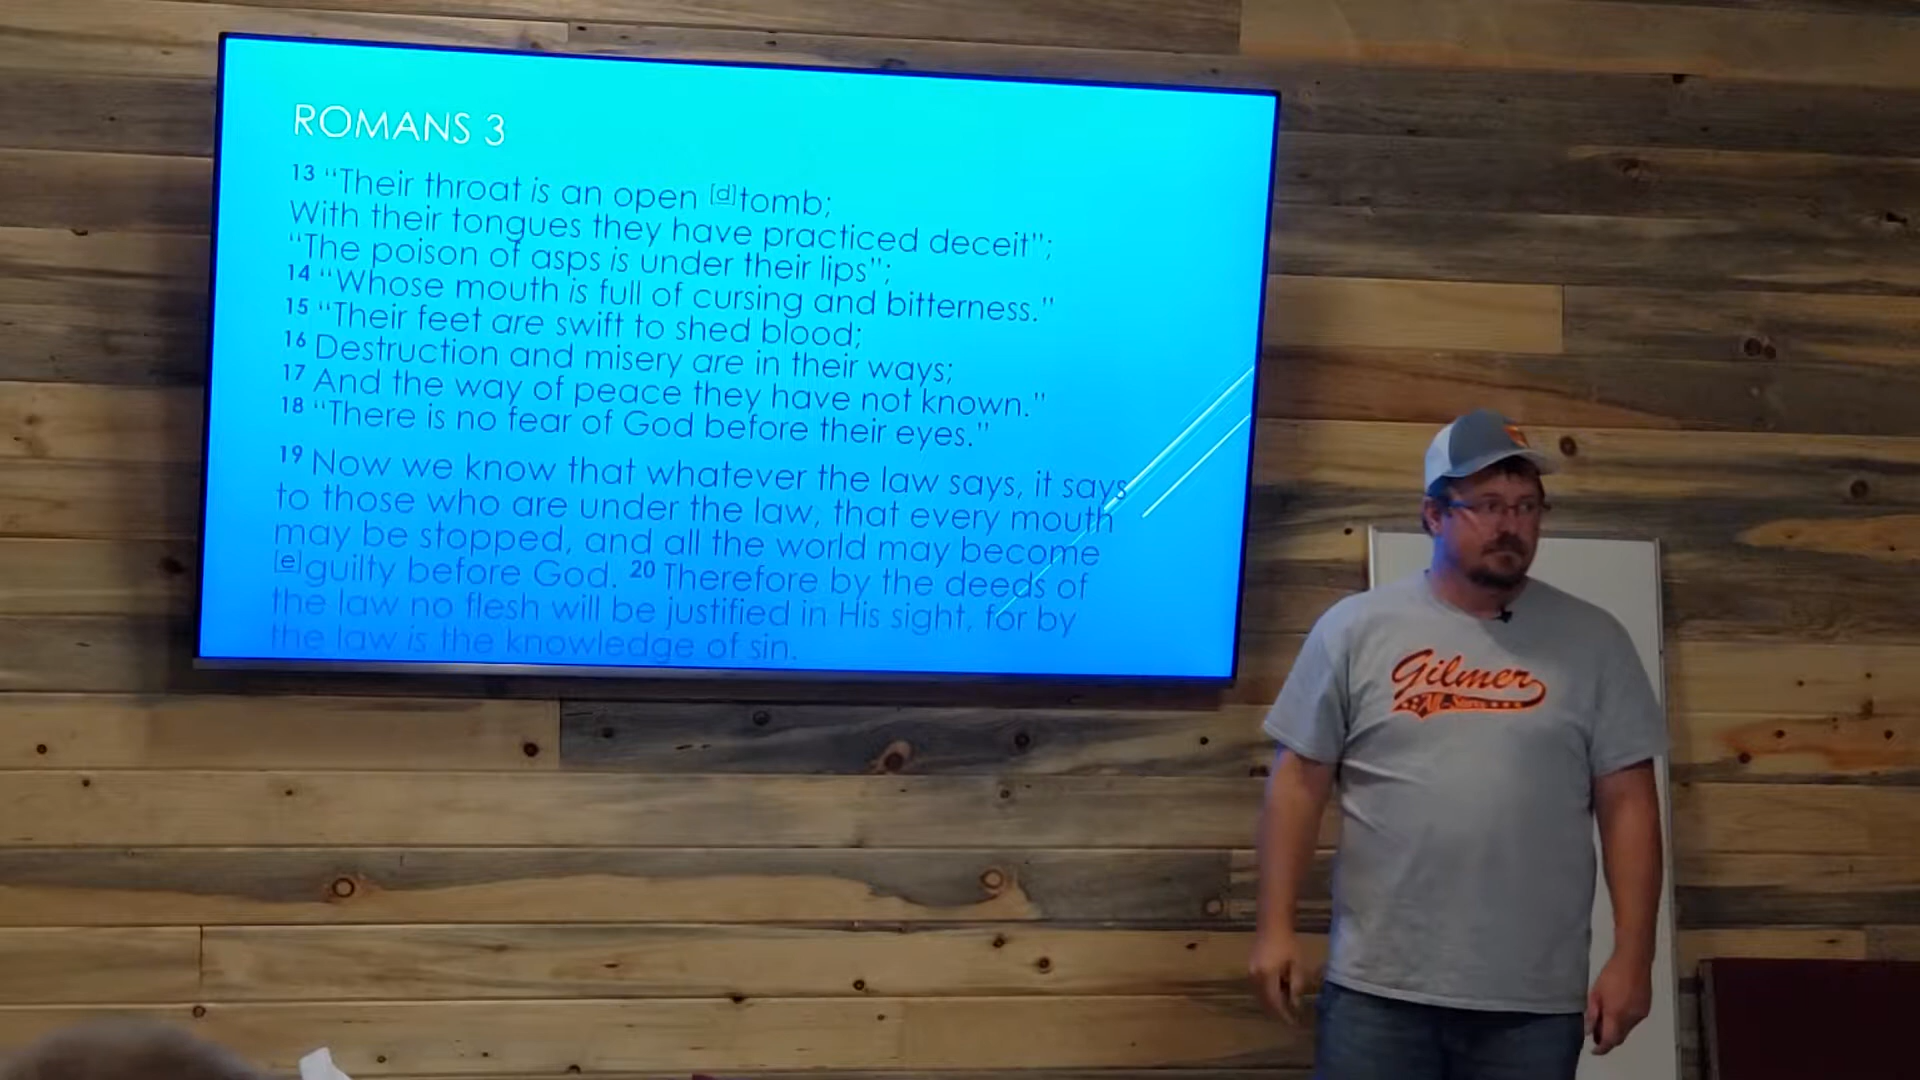 ROMANS 3
13 “Their throat is an open [d]tomb;
With their tongues they have practiced deceit”;
“The poison of asps is under their lips”;
14 “Whose mouth is full of cursing and bitterness.”
15 “Their feet are swift to shed blood;
16 Destruction and misery are in their ways;
17 And the way of peace they have not known.”
18 “There is no fear of God before their eyes.”
19 Now we know that whatever the law says, it says
to those who are under the law, that every mouth
may be stopped, and all the world may become
[e]guilty before God. 20 Therefore by the deeds of
the law no flesh will be justified in His sight, for by
the law is the knowledge of sin.
Gilmer
All-Stars